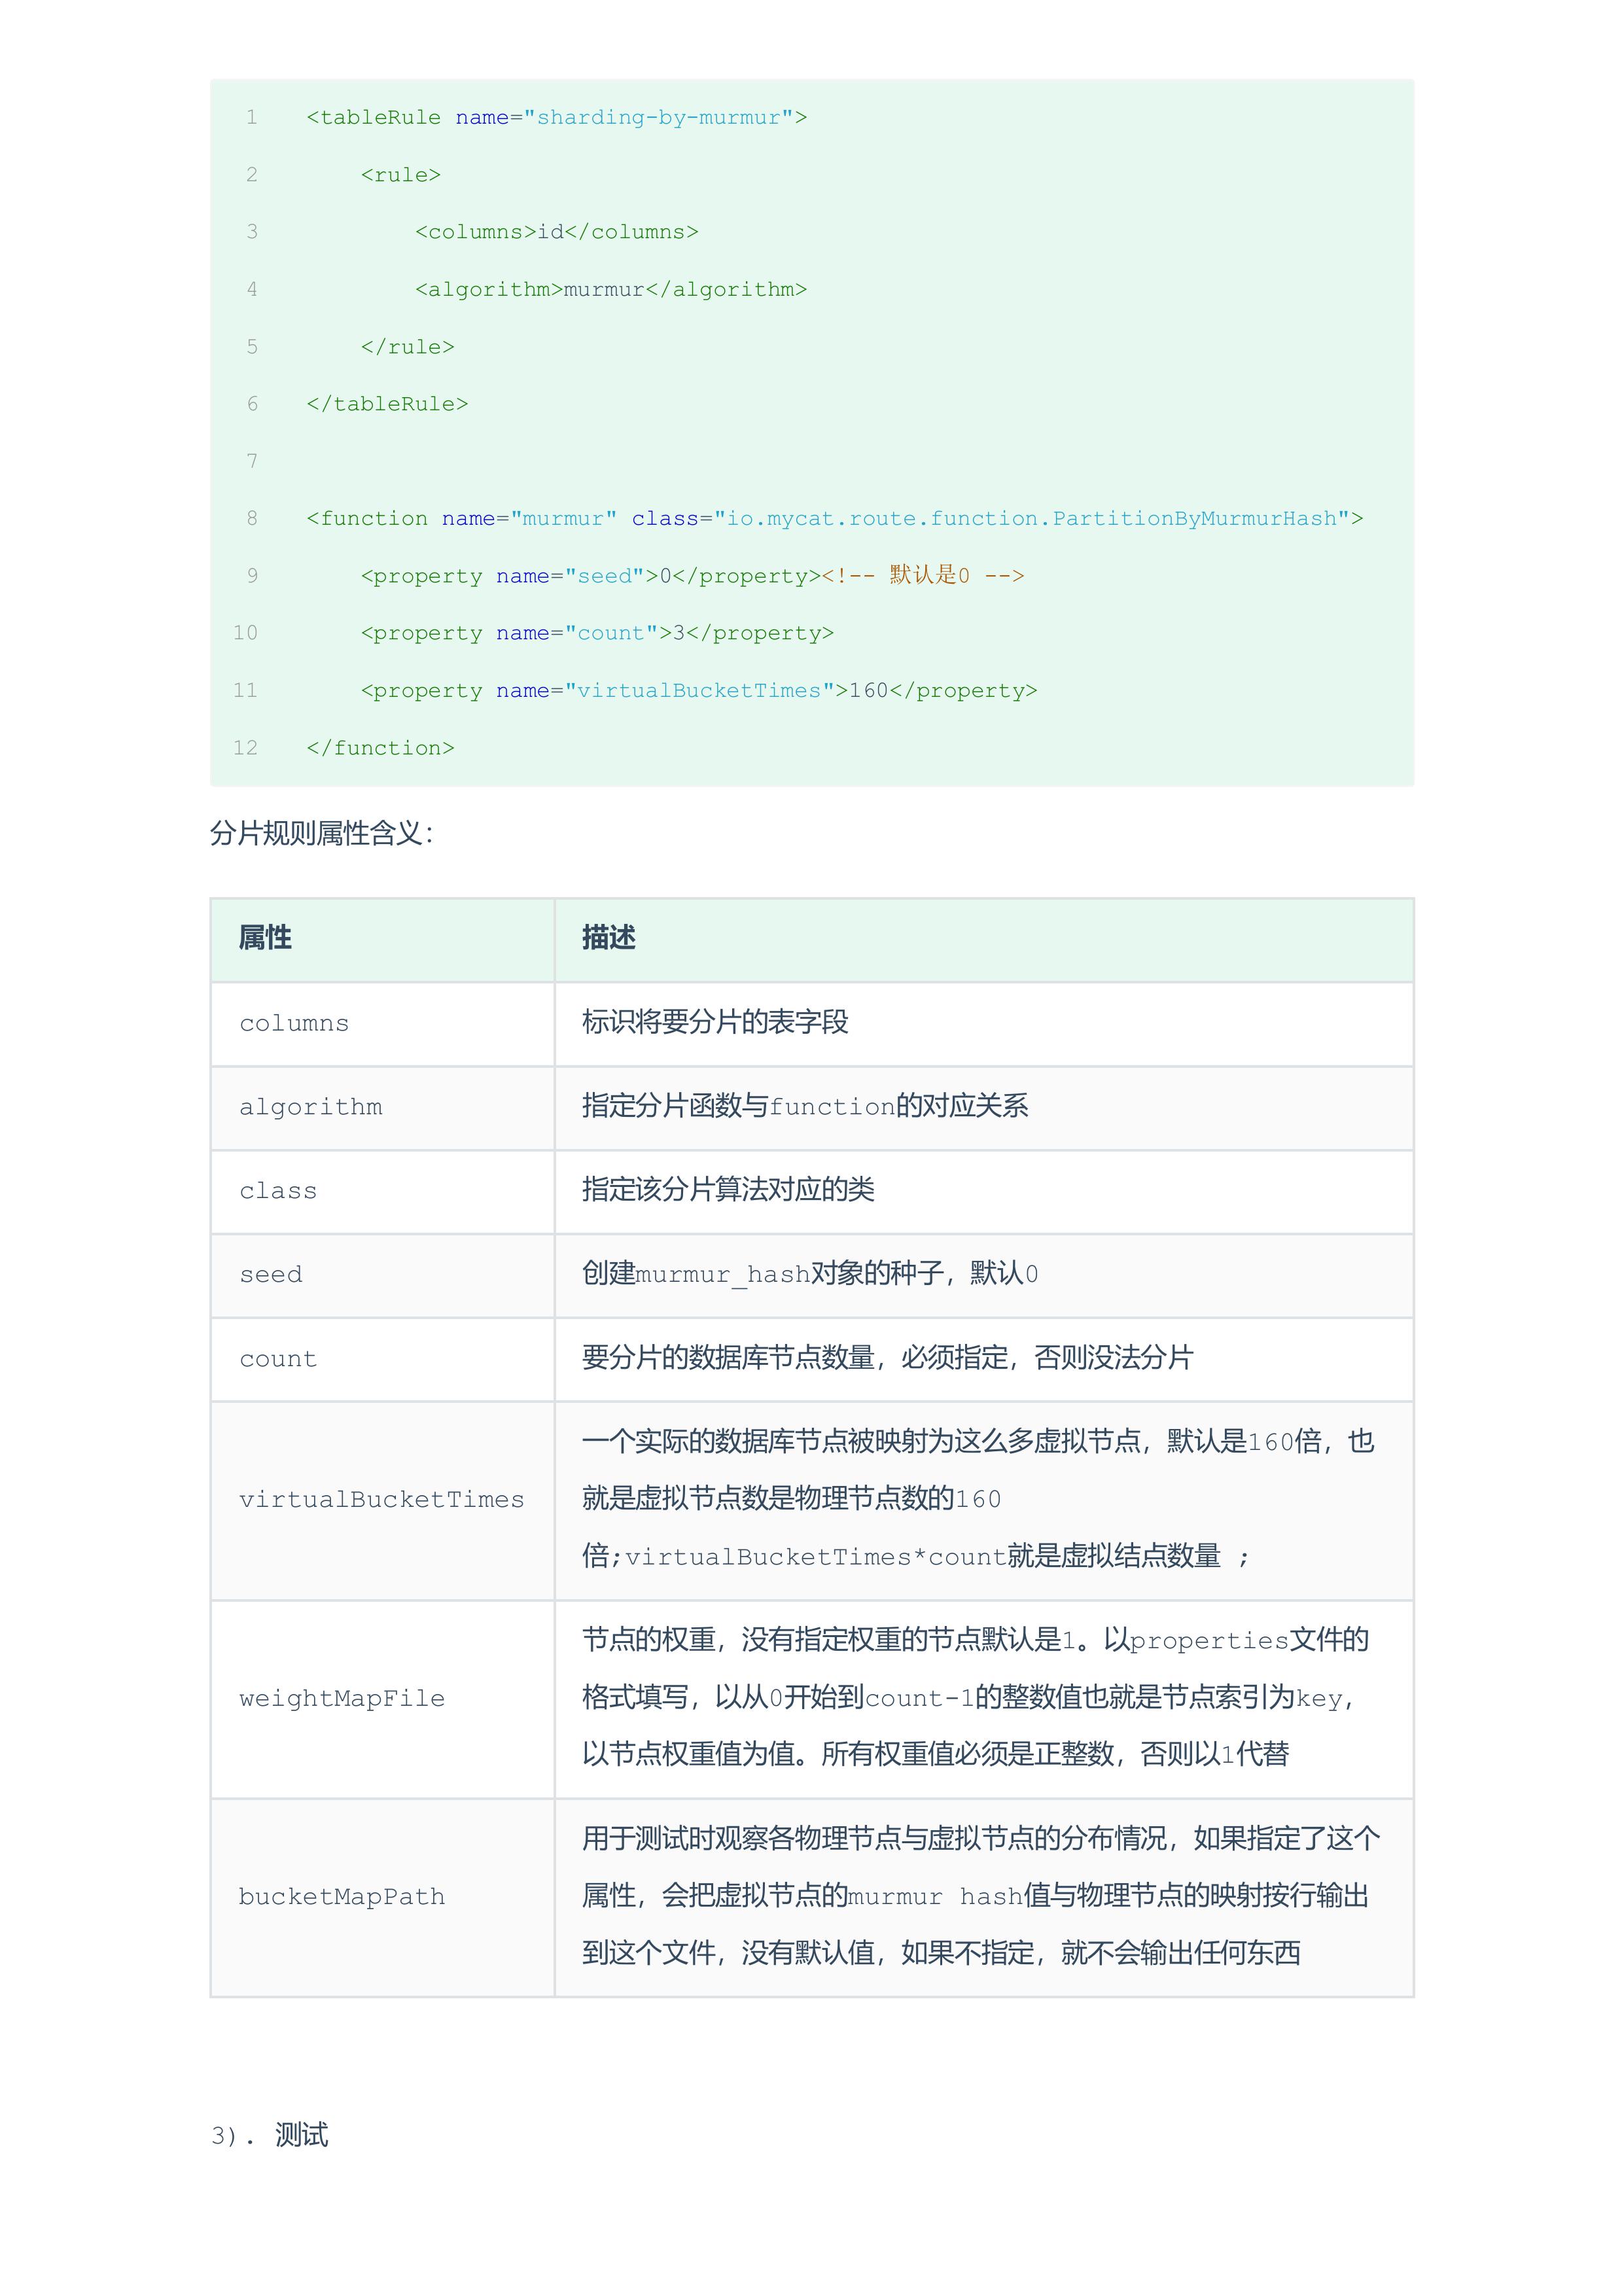 1 <tableRule name="sharding-by-murmur">
2 <rule>
3 <columns>id</columns>
4 <algorithm>murmur</algorithm>
5 </rule>
6 </tableRule>
7
8 <function name="murmur" class="io.mycat.route.function.PartitionByMurmurHash">
9 <property name="seed">0</property><!-- 默认是0 -->
10 <property name="count">3</property>
11 <property name="virtualBucketTimes">160</property>
12 </function>
分片规则属性含义：
属性 描述
columns 标识将要分片的表字段
algorithm 指定分片函数与function的对应关系
class 指定该分片算法对应的类
seed 创建murmur_hash对象的种子，默认0
count 要分片的数据库节点数量，必须指定，否则没法分片
virtualBucketTimes
一个实际的数据库节点被映射为这么多虚拟节点，默认是160倍，也
就是虚拟节点数是物理节点数的160
倍;virtualBucketTimes*count就是虚拟结点数量 ;
weightMapFile
节点的权重，没有指定权重的节点默认是1。以properties文件的
格式填写，以从0开始到count-1的整数值也就是节点索引为key，
以节点权重值为值。所有权重值必须是正整数，否则以1代替
bucketMapPath
用于测试时观察各物理节点与虚拟节点的分布情况，如果指定了这个
属性，会把虚拟节点的murmur hash值与物理节点的映射按行输出
到这个文件，没有默认值，如果不指定，就不会输出任何东西
3). 测试